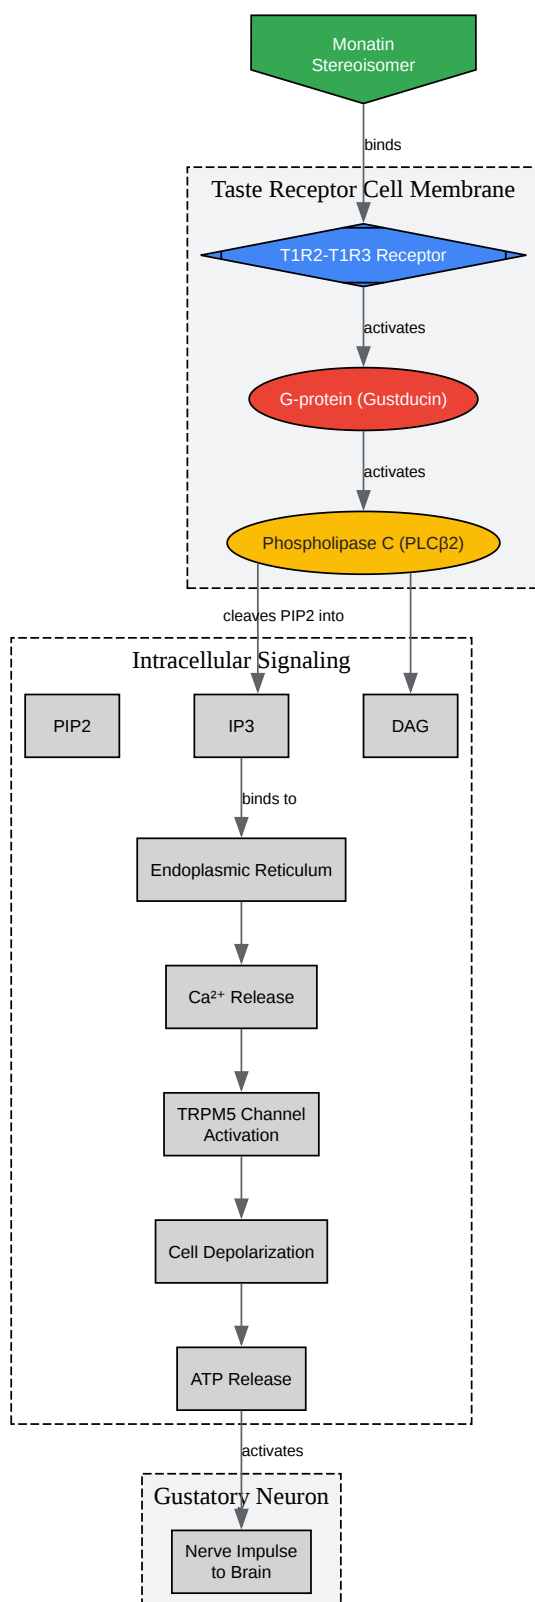 Monatin
Stereoisomer
binds
Taste Receptor Cell Membrane
T1R2-T1R3 Receptor
activates
G-protein (Gustducin)
activates
Phospholipase C (PLCβ2)
cleaves PIP2 into
Intracellular Signaling
PIP2
IP3
DAG
binds to
Endoplasmic Reticulum
Ca²⁺ Release
TRPM5 Channel
Activation
Cell Depolarization
ATP Release
activates
Gustatory Neuron
Nerve Impulse
to Brain